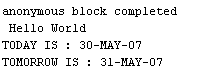 anonymous block completed
Hello World
TODAY IS : 30-MAY-07
TOMORROW IS : 31-MAY-07